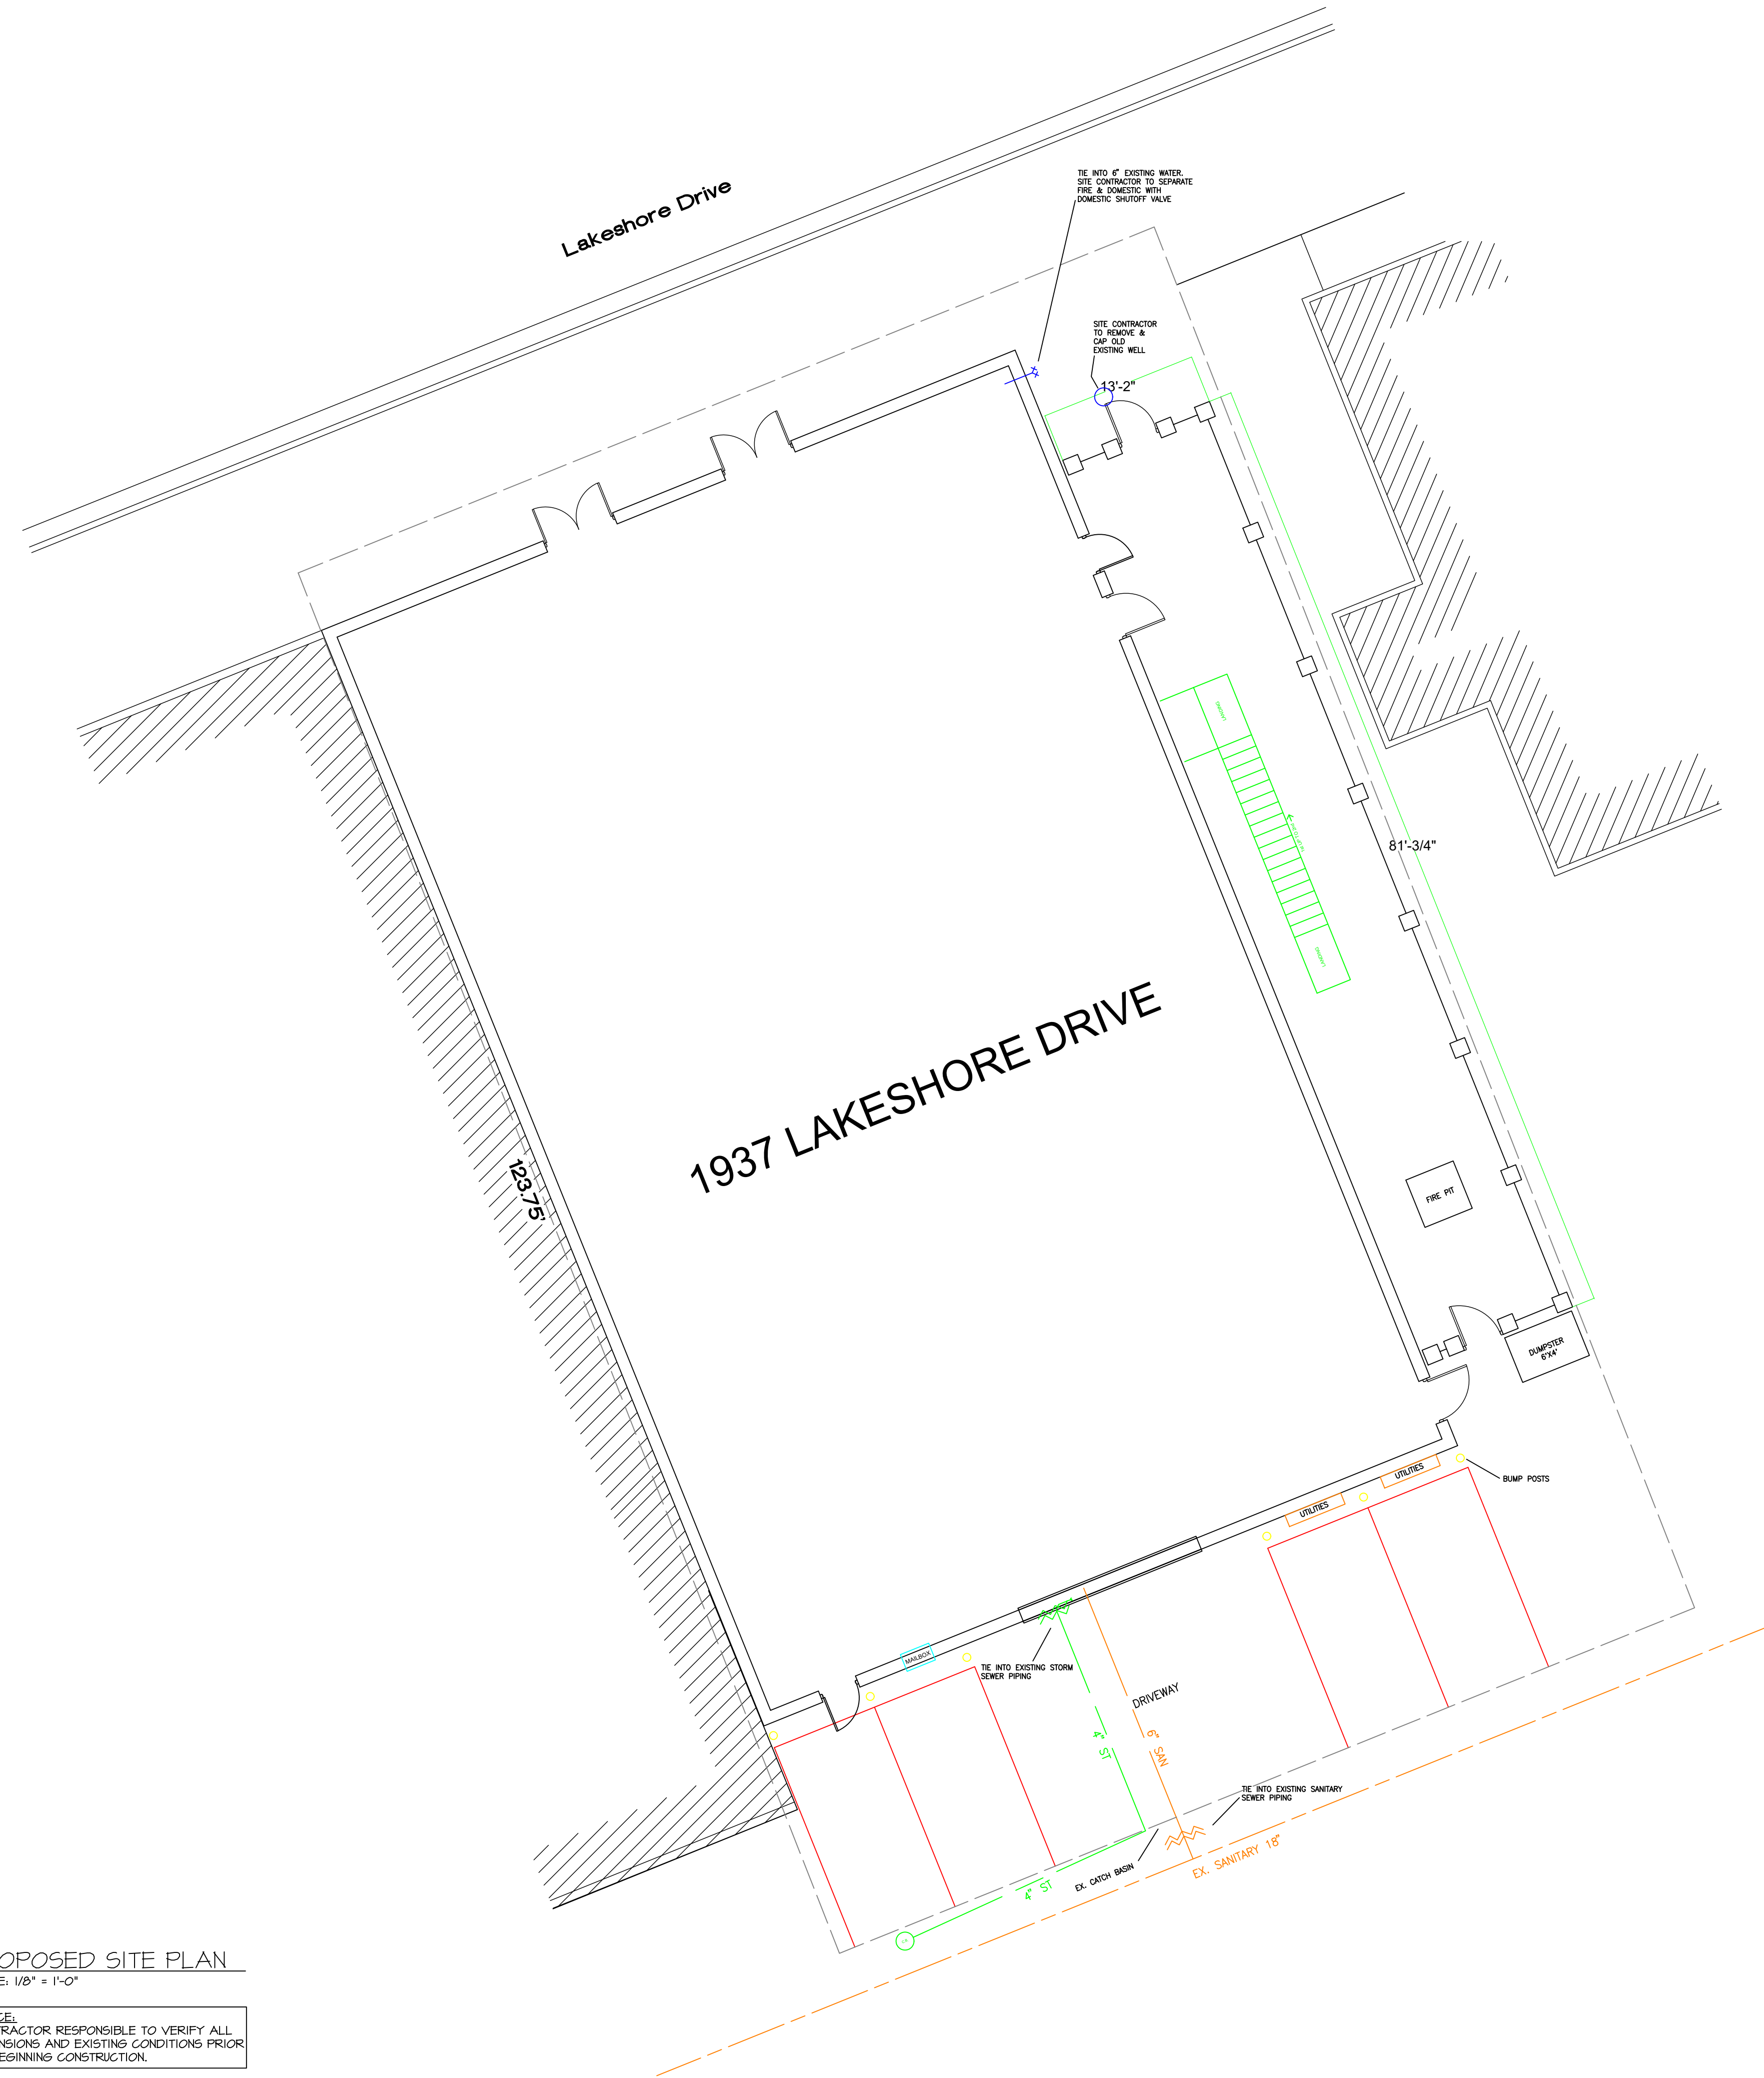 Lakeshore Drive
TIE INTO 6" EXISTING WATER.
SITE CONTRACTOR TO SEPARATE
FIRE & DOMESTIC WITH
DOMESTIC SHUTOFF VALVE
SITE CONTRACTOR
TO REMOVE &
CAP OLD
EXISTING WELL
13'-2"
LANDING
81'-3/4"
LANDING
1937 LAKESHORE DRIVE
123.75'
FIRE PIT
DUMPSTER
6'X4'
UTILITIES
UTILITIES
BUMP POSTS
MAILBOX
TIE INTO EXISTING STORM
SEWER PIPING
DRIVEWAY
4" ST
6" SAN
TIE INTO EXISTING SANITARY
SEWER PIPING
EX. SANITARY 18"
EX. CATCH BASIN
4" ST
OPOSED SITE PLAN
E: 1/8" = 1'-0"
CE:
TRACTOR RESPONSIBLE TO VERIFY ALL
NSIONS AND EXISTING CONDITIONS PRIOR
EGINNING CONSTRUCTION.